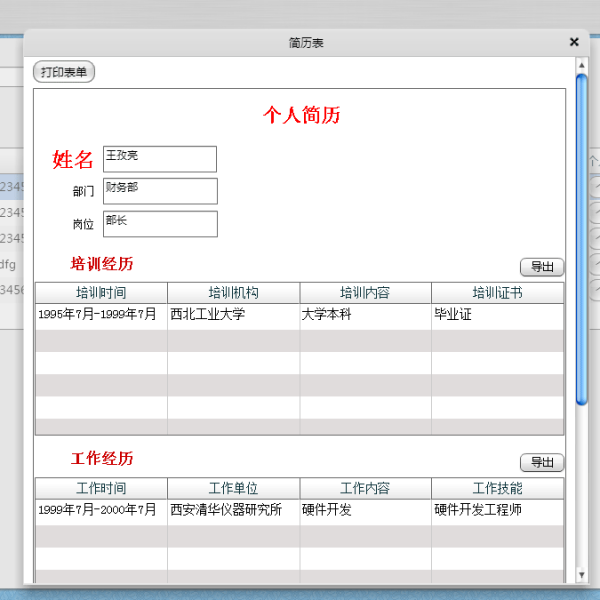 简历表
打印表单
个人简历
姓名 王孜亮
部门 财务部
岗位 部长
培训经历 导出
培训时间 培训机构 培训内容 培训证书
1995年7月-1999年7月 西北工业大学 大学本科 毕业证
工作经历 导出
工作时间 工作单位 工作内容 工作技能
1999年7月-2000年7月 西安清华仪器研究所 硬件开发 硬件开发工程师
2345
2345
2345
dfg
3456